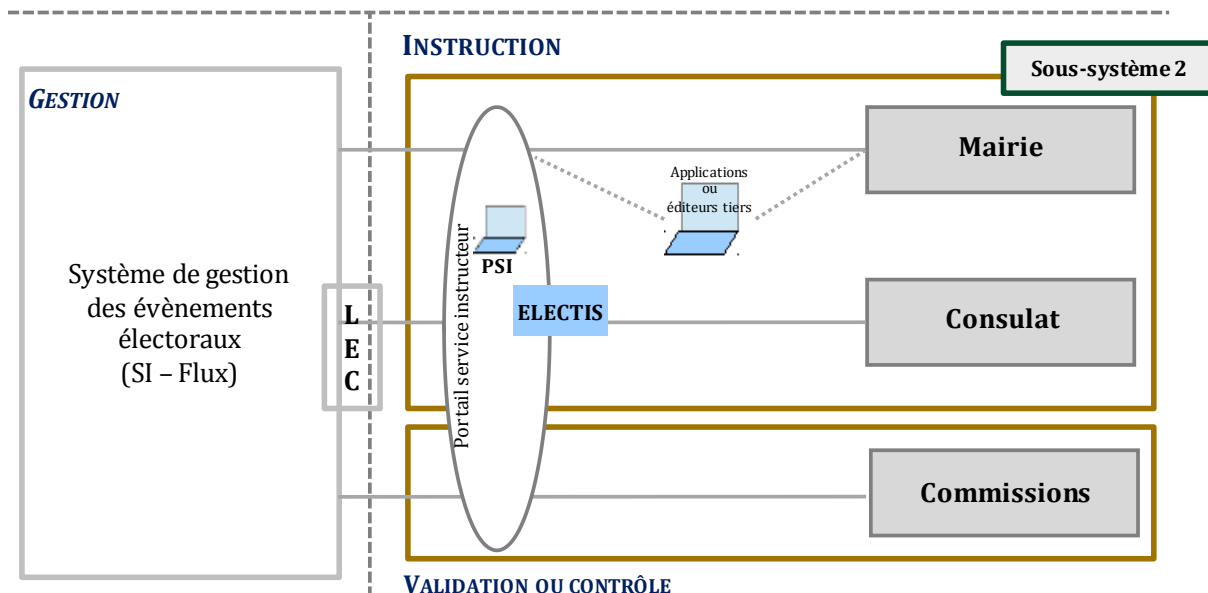 INSTRUCTION
Sous-système 2
GESTION
Mairie
Applications
ou
éditeurs tiers
Portail service instructeur
PSI
Système de gestion
des évènements
électoraux
(SI – Flux)
L
E
C
ELECTIS
Consulat
Commissions
VALIDATION OU CONTRÔLE